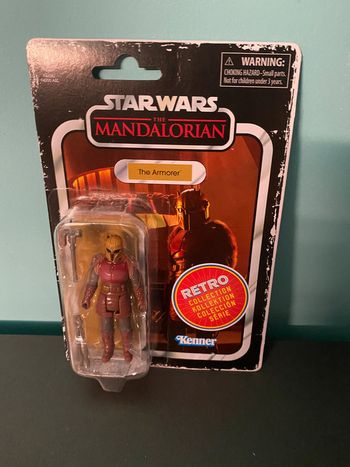 WARNING:
CHOKING HAZARD-Small parts.
Not for children under 3 years.
STAR WARS
THE
MANDALORIAN
The Armorer
RETRO
COLLECTION
KOLLEKTION
COLECCIÓN
SÉRIE
Kenner